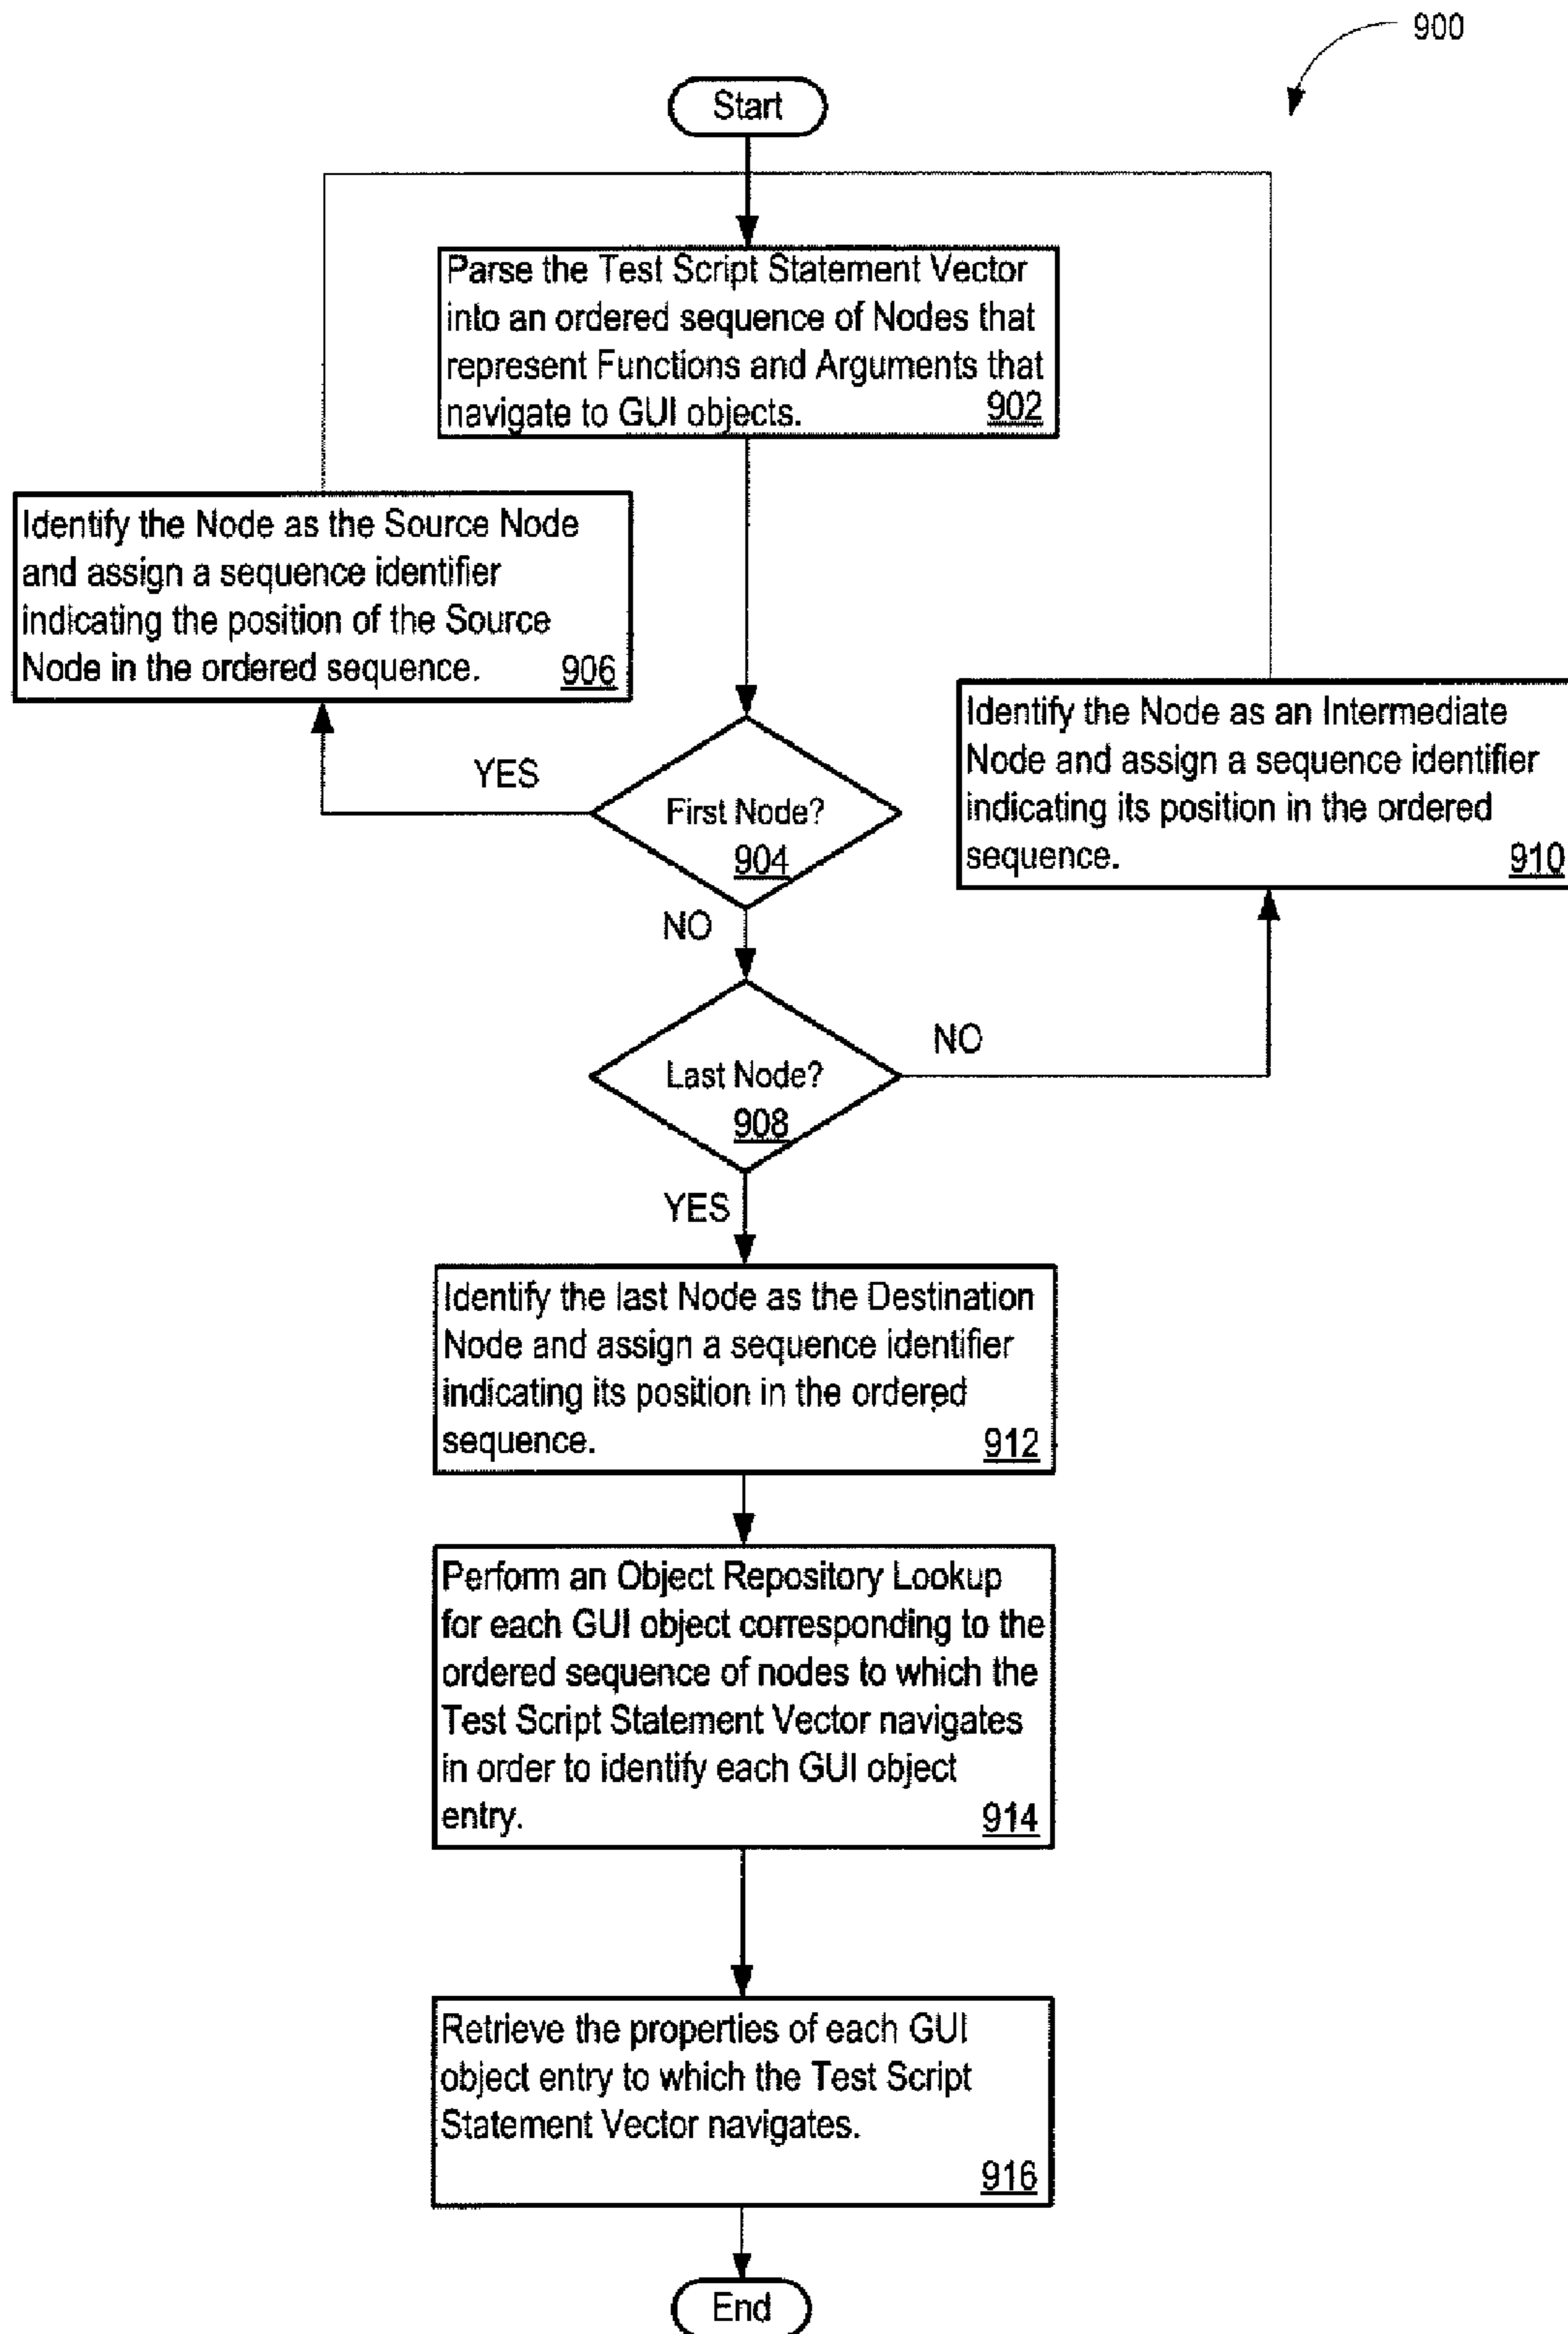 900
Start
Parse the Test Script Statement Vector
into an ordered sequence of Nodes that
represent Functions and Arguments that
navigate to GUI objects. 902
Identify the Node as the Source Node
and assign a sequence identifier
indicating the position of the Source
Node in the ordered sequence. 906
YES
First Node?
904
NO
Identify the Node as an Intermediate
Node and assign a sequence identifier
indicating its position in the ordered
sequence. 910
Last Node?
908
NO
YES
Identify the last Node as the Destination
Node and assign a sequence identifier
indicating its position in the ordered
sequence. 912
Perform an Object Repository Lookup
for each GUI object corresponding to the
ordered sequence of nodes to which the
Test Script Statement Vector navigates
in order to identify each GUI object
entry. 914
Retrieve the properties of each GUI
object entry to which the Test Script
Statement Vector navigates.
916
End